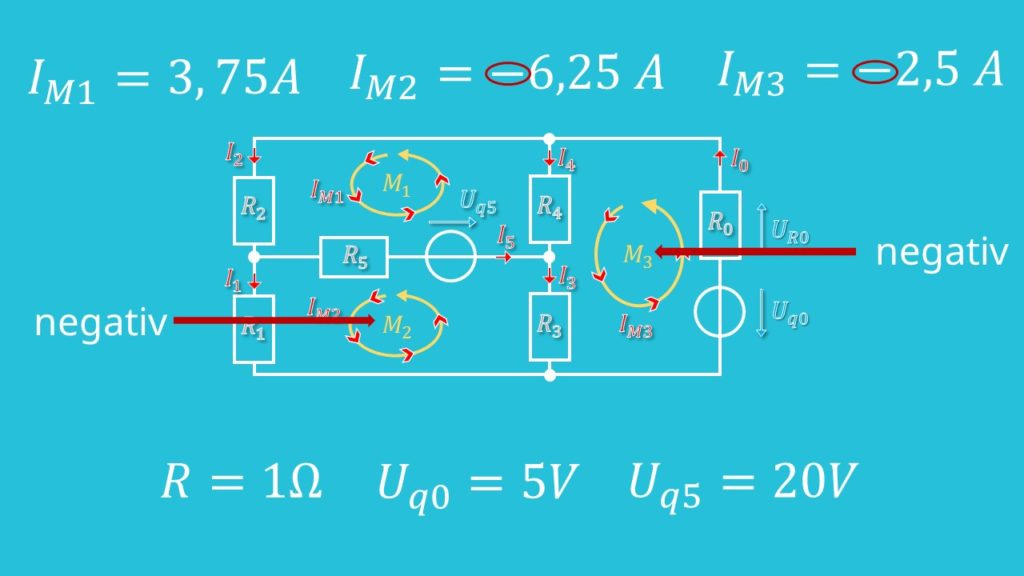 I_M1 = 3,75A I_M2 = −6,25 A I_M3 = −2,5 A
I_2 I_4 I_0
M_1
I_M1
R_2 U_q5 R_4 R_0 U_R0
I_5
R_5 M_3 negativ
I_1 I_3
I_M2
negativ R_1 M_2 R_3 I_M3 U_q0
R = 1Ω U_q0 = 5V U_q5 = 20V